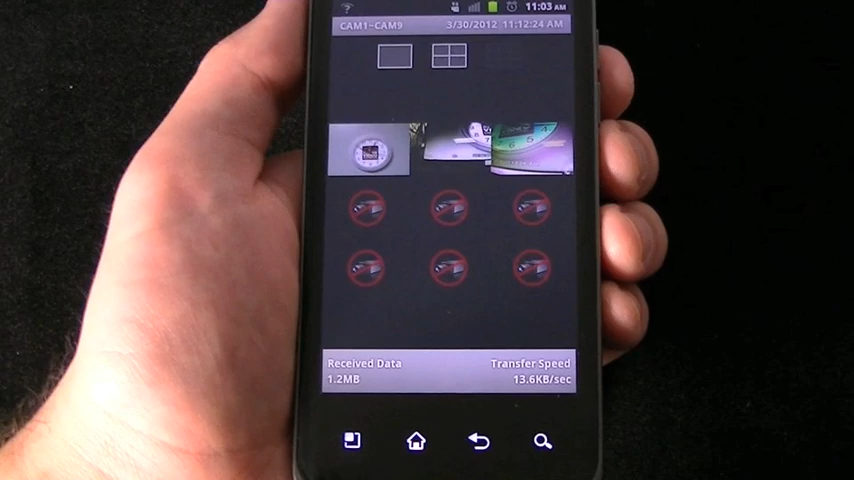 11:03 AM
CAM1~CAM9 3/30/2012 11:12:24 AM
Received Data Transfer Speed
1.2MB 13.6KB/sec